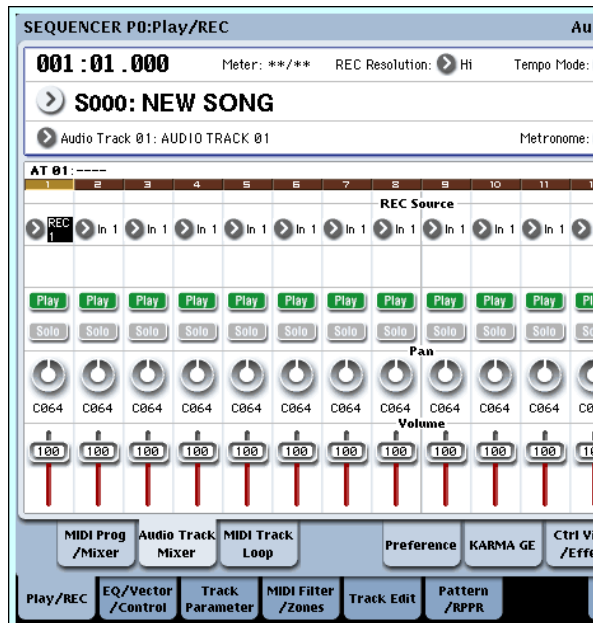 SEQUENCER P0:Play/REC Au
001:01.000 Meter: **/** REC Resolution: Hi Tempo Mode:
S000: NEW SONG
Audio Track 01: AUDIO TRACK 01 Metronome:
AT 01:----
1 2 3 4 5 6 7 8 9 10 11 1
REC Source
REC 1 In 1 In 1 In 1 In 1 In 1 In 1 In 1 In 1 In 1 In 1
Play Play Play Play Play Play Play Play Play Play Play Pl
Solo Solo Solo Solo Solo Solo Solo Solo Solo Solo Solo So
Pan
C064 C064 C064 C064 C064 C064 C064 C064 C064 C064 C064 C0
Volume
100 100 100 100 100 100 100 100 100 100 100 10
MIDI Prog /Mixer Audio Track Mixer MIDI Track Loop Preference KARMA GE Ctrl Vi /Effe
Play/REC EQ/Vector /Control Track Parameter MIDI Filter /Zones Track Edit Pattern /RPPR